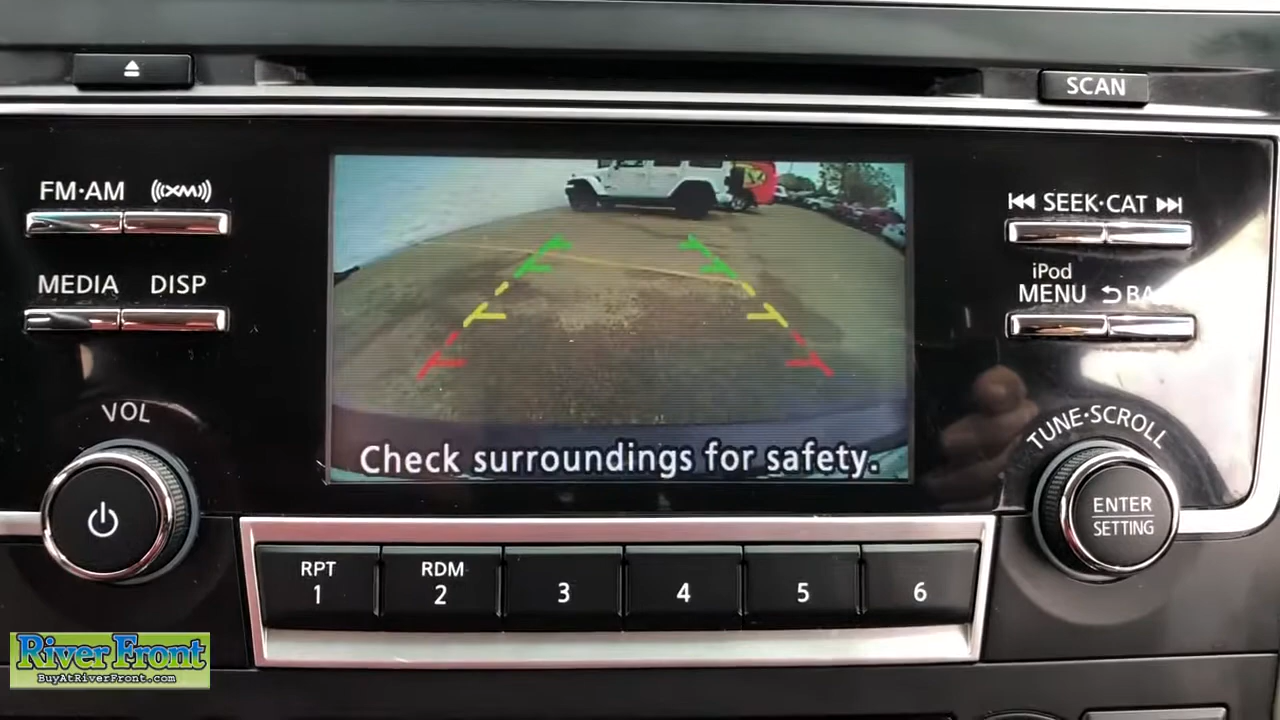 SCAN
FM·AM
((XM))
SEEK·CAT
MEDIA
DISP
iPod
MENU
VOL
TUNE·SCROLL
Check surroundings for safety.
ENTER
SETTING
RPT
1
RDM
2
3
4
5
6
River Front
BuyAtRiverFront.com